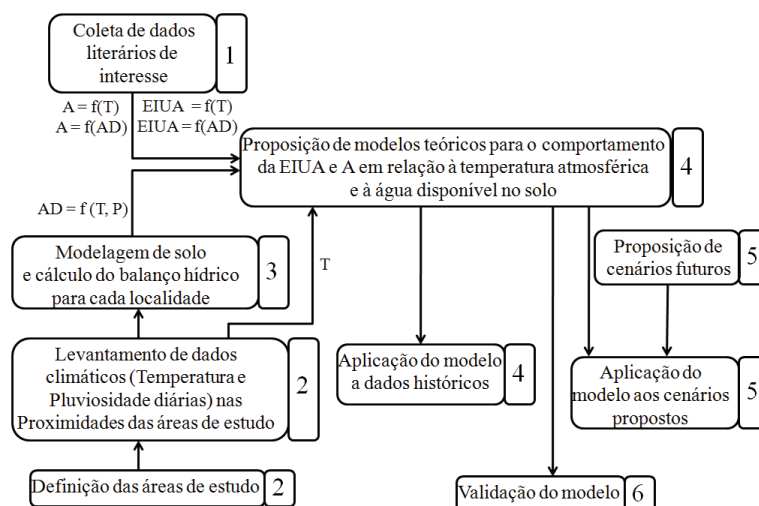 Coleta de dados
literários de
interesse
1
A = f(T) EIUA = f(T)
A = f(AD) EIUA = f(AD)
Proposição de modelos teóricos para o comportamento
da EIUA e A em relação à temperatura atmosférica
e à água disponível no solo
4
AD = f (T, P)
Modelagem de solo
e cálculo do balanço hídrico
para cada localidade
3
T
Proposição de
cenários futuros
5
Levantamento de dados
climáticos (Temperatura e
Pluviosidade diárias) nas
Proximidades das áreas de estudo
2
Aplicação do modelo
a dados históricos
4
Aplicação do
modelo aos cenários
propostos
5
Definição das áreas de estudo
2
Validação do modelo
6